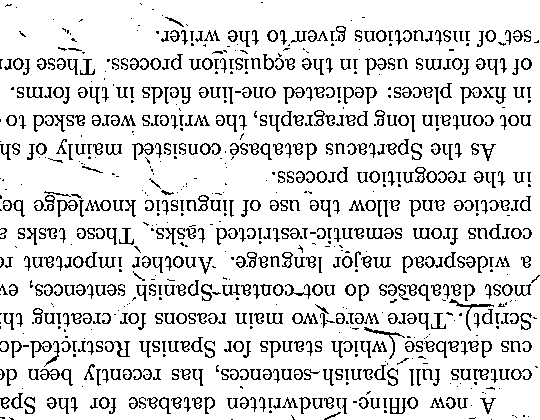 A new offline handwritten database for the Spa
contains full Spanish sentences, has recently been de
cus database (which stands for Spanish Restricted-do
Script). There were two main reasons for creating thi
most databases do not contain Spanish sentences, ev
a widespread major language. Another important re
corpus from semantic-restricted tasks. These tasks a
practice and allow the use of linguistic knowledge bey
in the recognition process.
As the Spartacus database consisted mainly of sh
not contain long paragraphs, the writers were asked to
in fixed places: dedicated one-line fields in the forms.
of the forms used in the acquisition process. These for
set of instructions given to the writer.